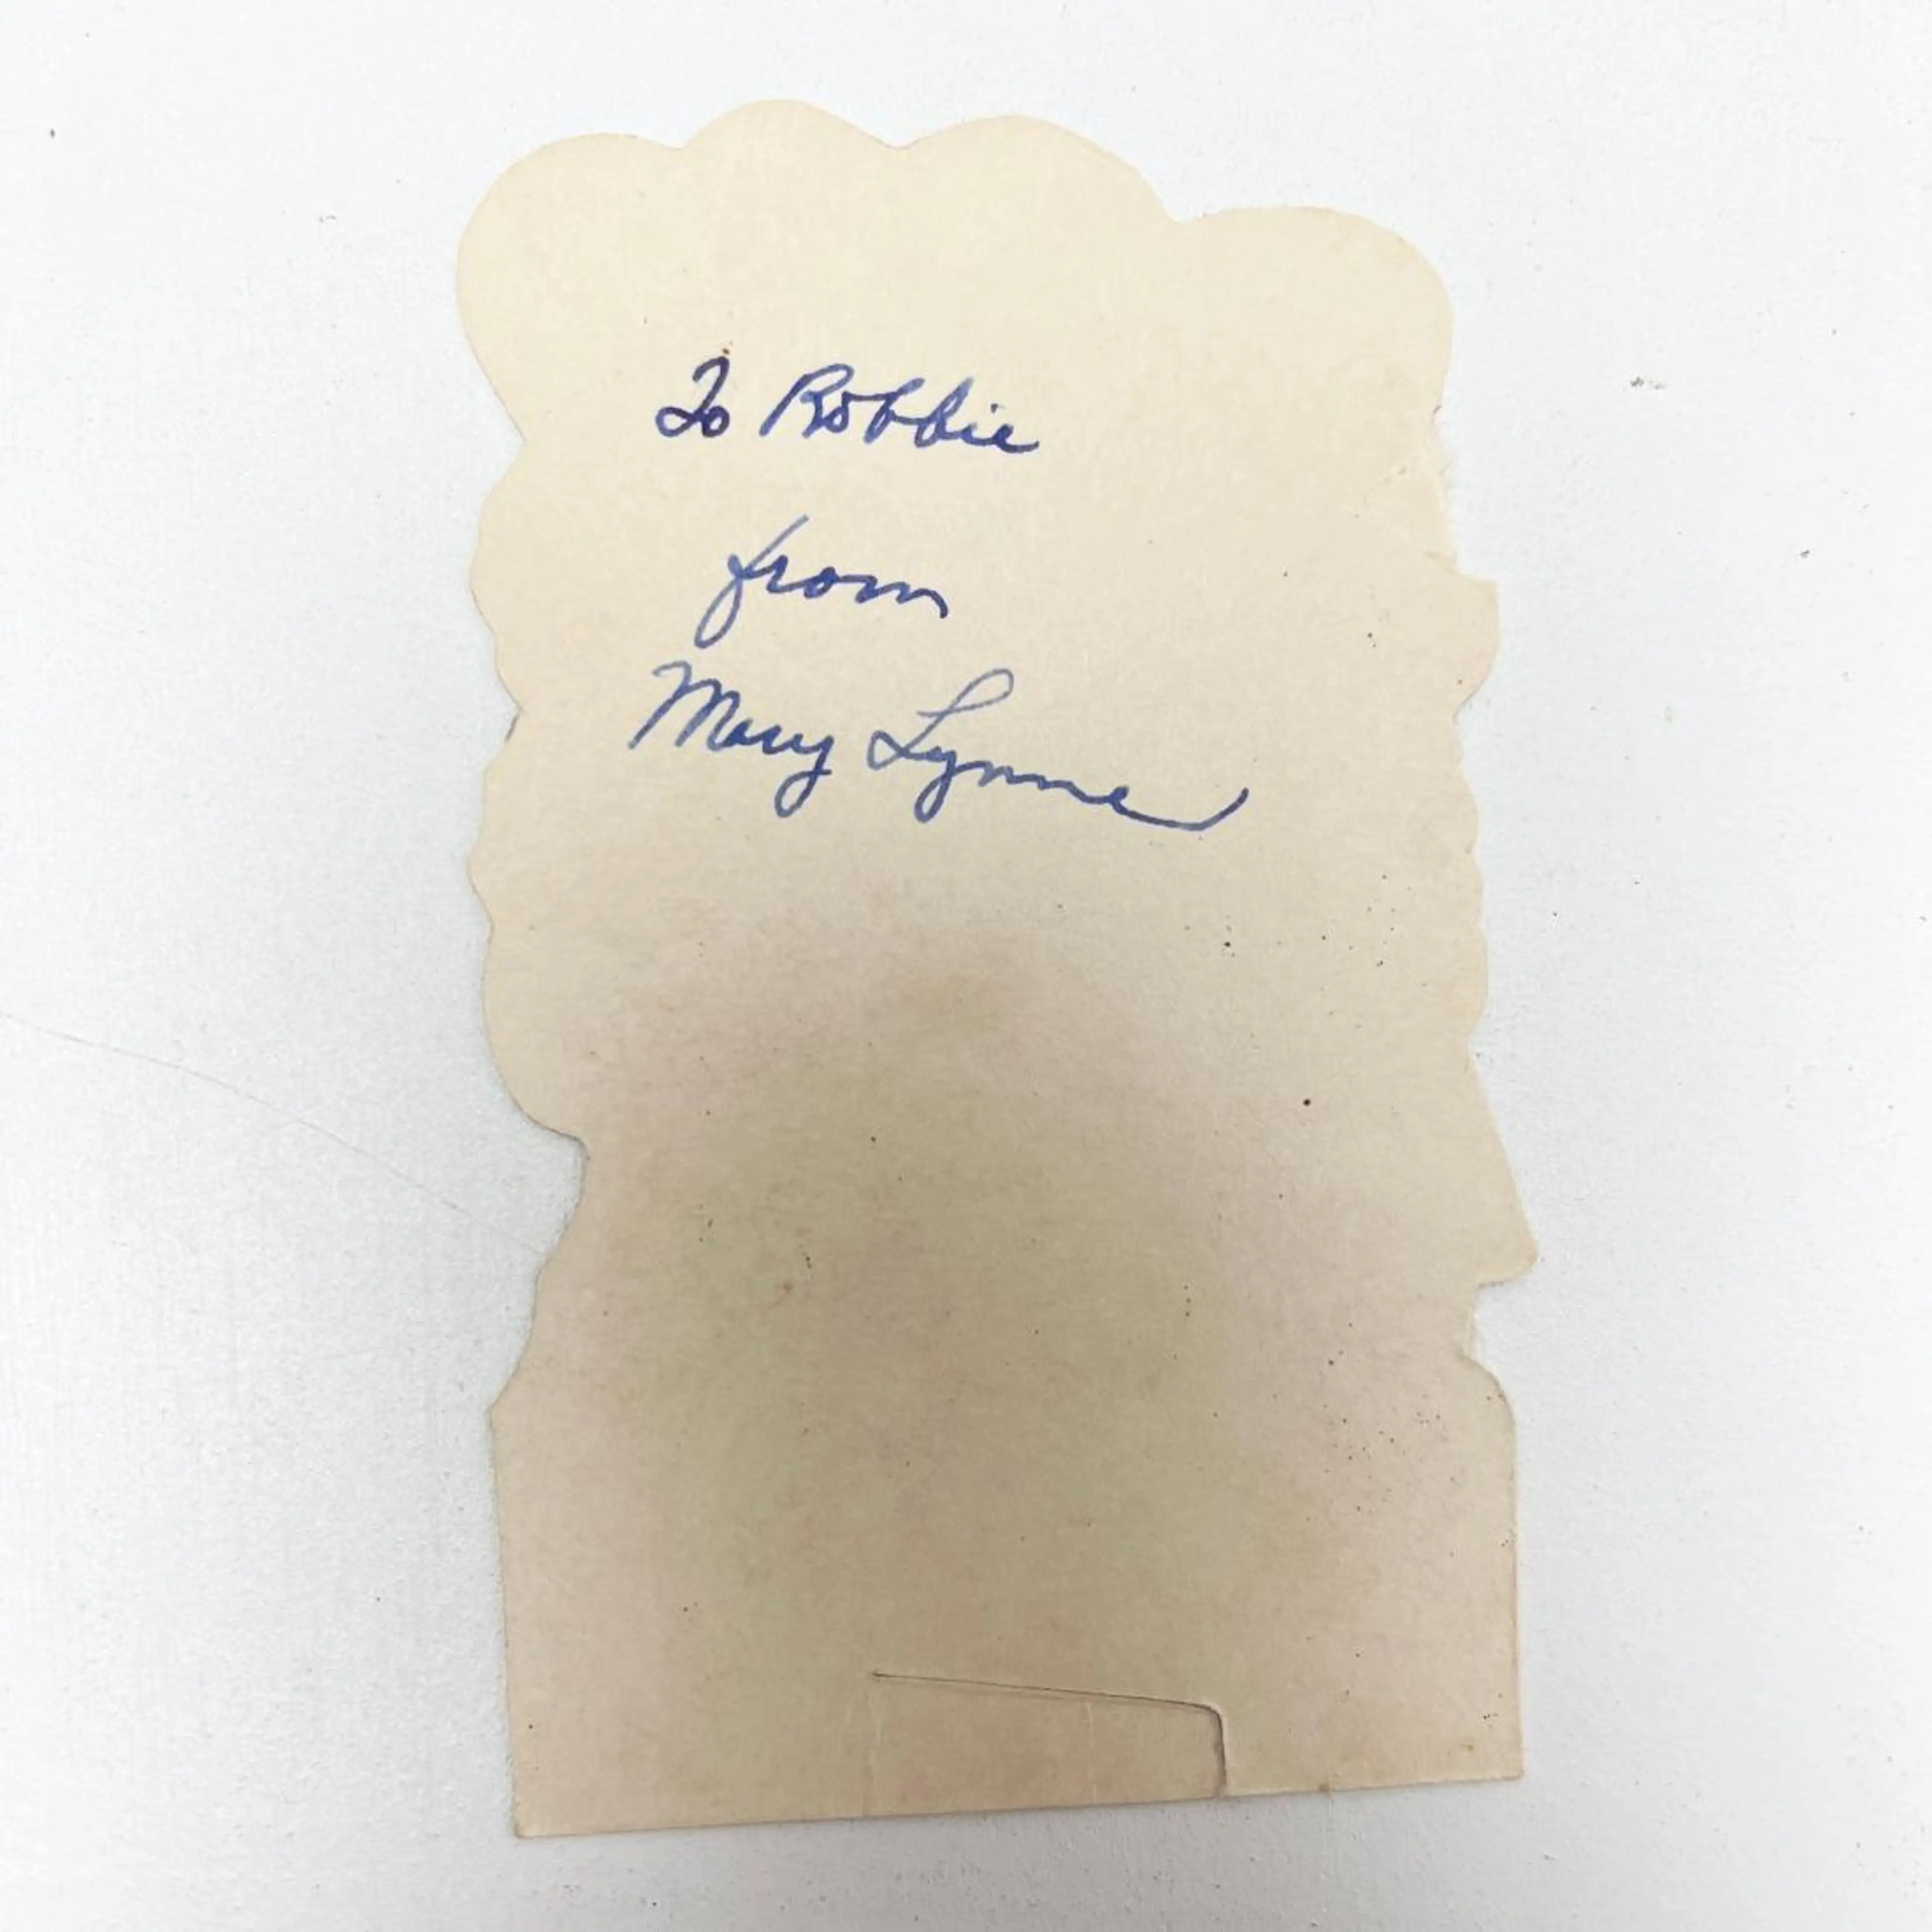 To Robbie
from
Mary Lynne